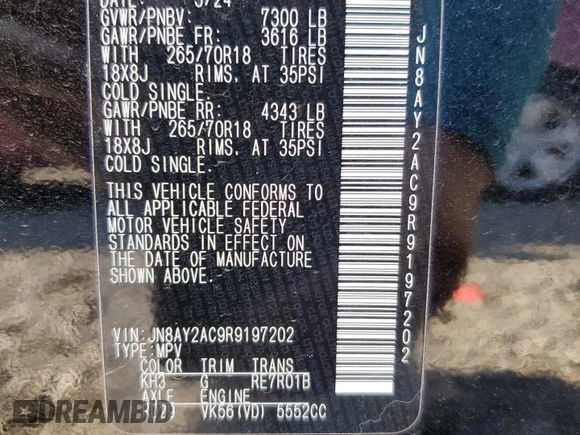 DATE 3/24
GVWR/PNBV: 7300 LB
GAWR/PNBE FR: 3616 LB
WITH 265/70R18 TIRES
18X8J RIMS. AT 35PSI
COLD SINGLE.
GAWR/PNBE RR: 4343 LB
WITH 265/70R18 TIRES
18X8J RIMS. AT 35PSI
COLD SINGLE.
THIS VEHICLE CONFORMS TO
ALL APPLICABLE FEDERAL
MOTOR VEHICLE SAFETY
STANDARDS IN EFFECT ON
THE DATE OF MANUFACTURE
SHOWN ABOVE.
VIN:JN8AY2AC9R9197202
TYPE:MPV
COLOR TRIM TRANS
KH3 G RE7R01B
AXLE ENGINE
VK56(VD) 5552CC
JN8AY2AC9R9197202
DREAMBID